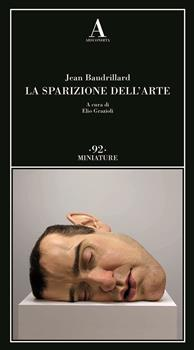 A
ABSCONDITA
Jean Baudrillard
LA SPARIZIONE DELL'ARTE
A cura di
Elio Grazioli
·92·
MINIATURE